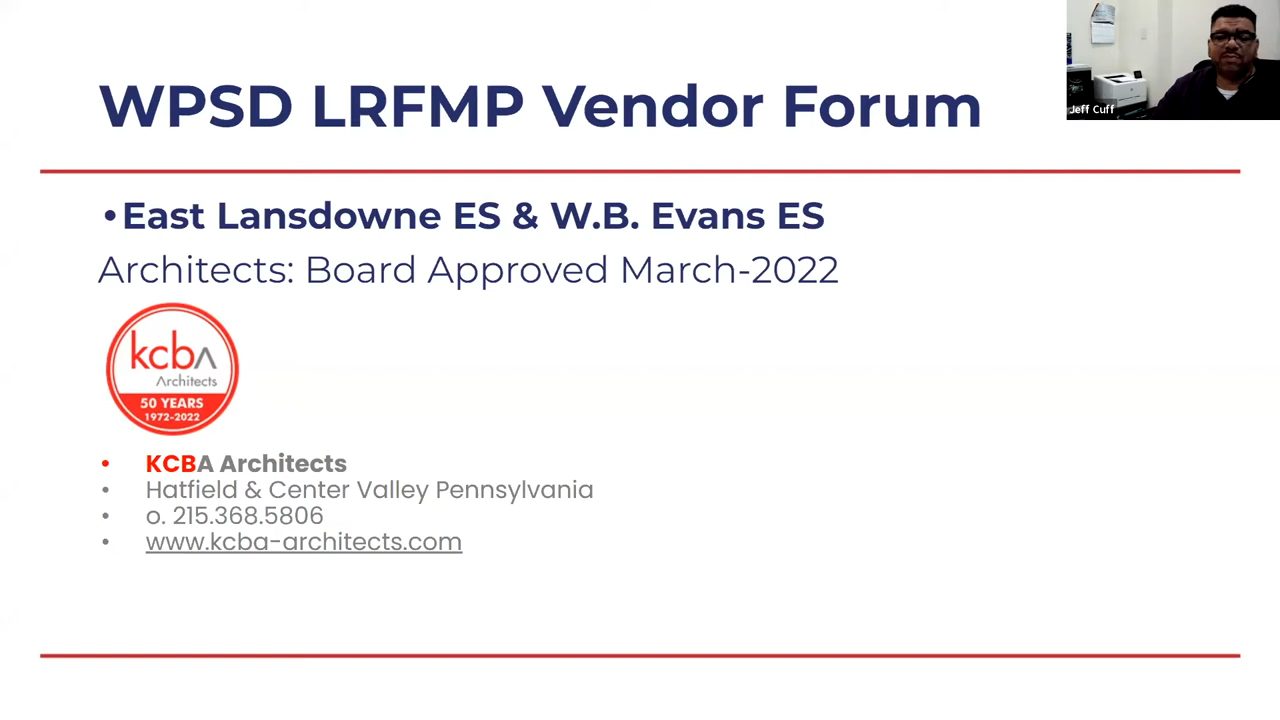 WPSD LRFMP Vendor Forum
Jeff Cuff
•East Lansdowne ES & W.B. Evans ES
Architects: Board Approved March-2022
kcbA
Architects
50 YEARS
1972-2022
• KCBA Architects
• Hatfield & Center Valley Pennsylvania
• o. 215.368.5806
• www.kcba-architects.com